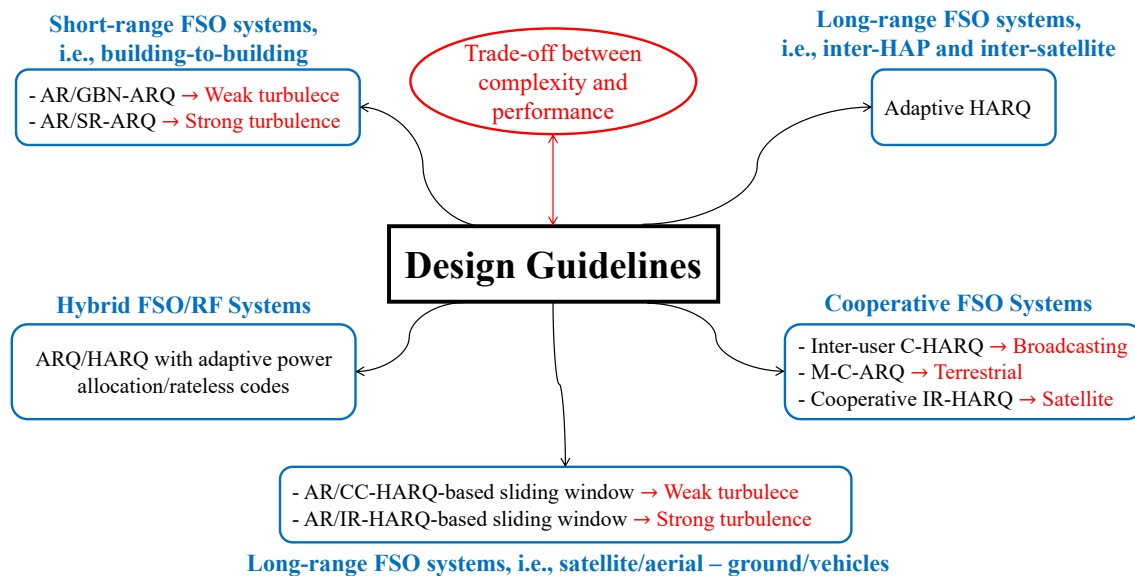 Short-range FSO systems,
i.e., building-to-building
- AR/GBN-ARQ → Weak turbulece
- AR/SR-ARQ → Strong turbulence
Trade-off between
complexity and
performance
Long-range FSO systems,
i.e., inter-HAP and inter-satellite
Adaptive HARQ
Design Guidelines
Hybrid FSO/RF Systems
ARQ/HARQ with adaptive power
allocation/rateless codes
Cooperative FSO Systems
- Inter-user C-HARQ → Broadcasting
- M-C-ARQ → Terrestrial
- Cooperative IR-HARQ → Satellite
- AR/CC-HARQ-based sliding window → Weak turbulece
- AR/IR-HARQ-based sliding window → Strong turbulence
Long-range FSO systems, i.e., satellite/aerial – ground/vehicles